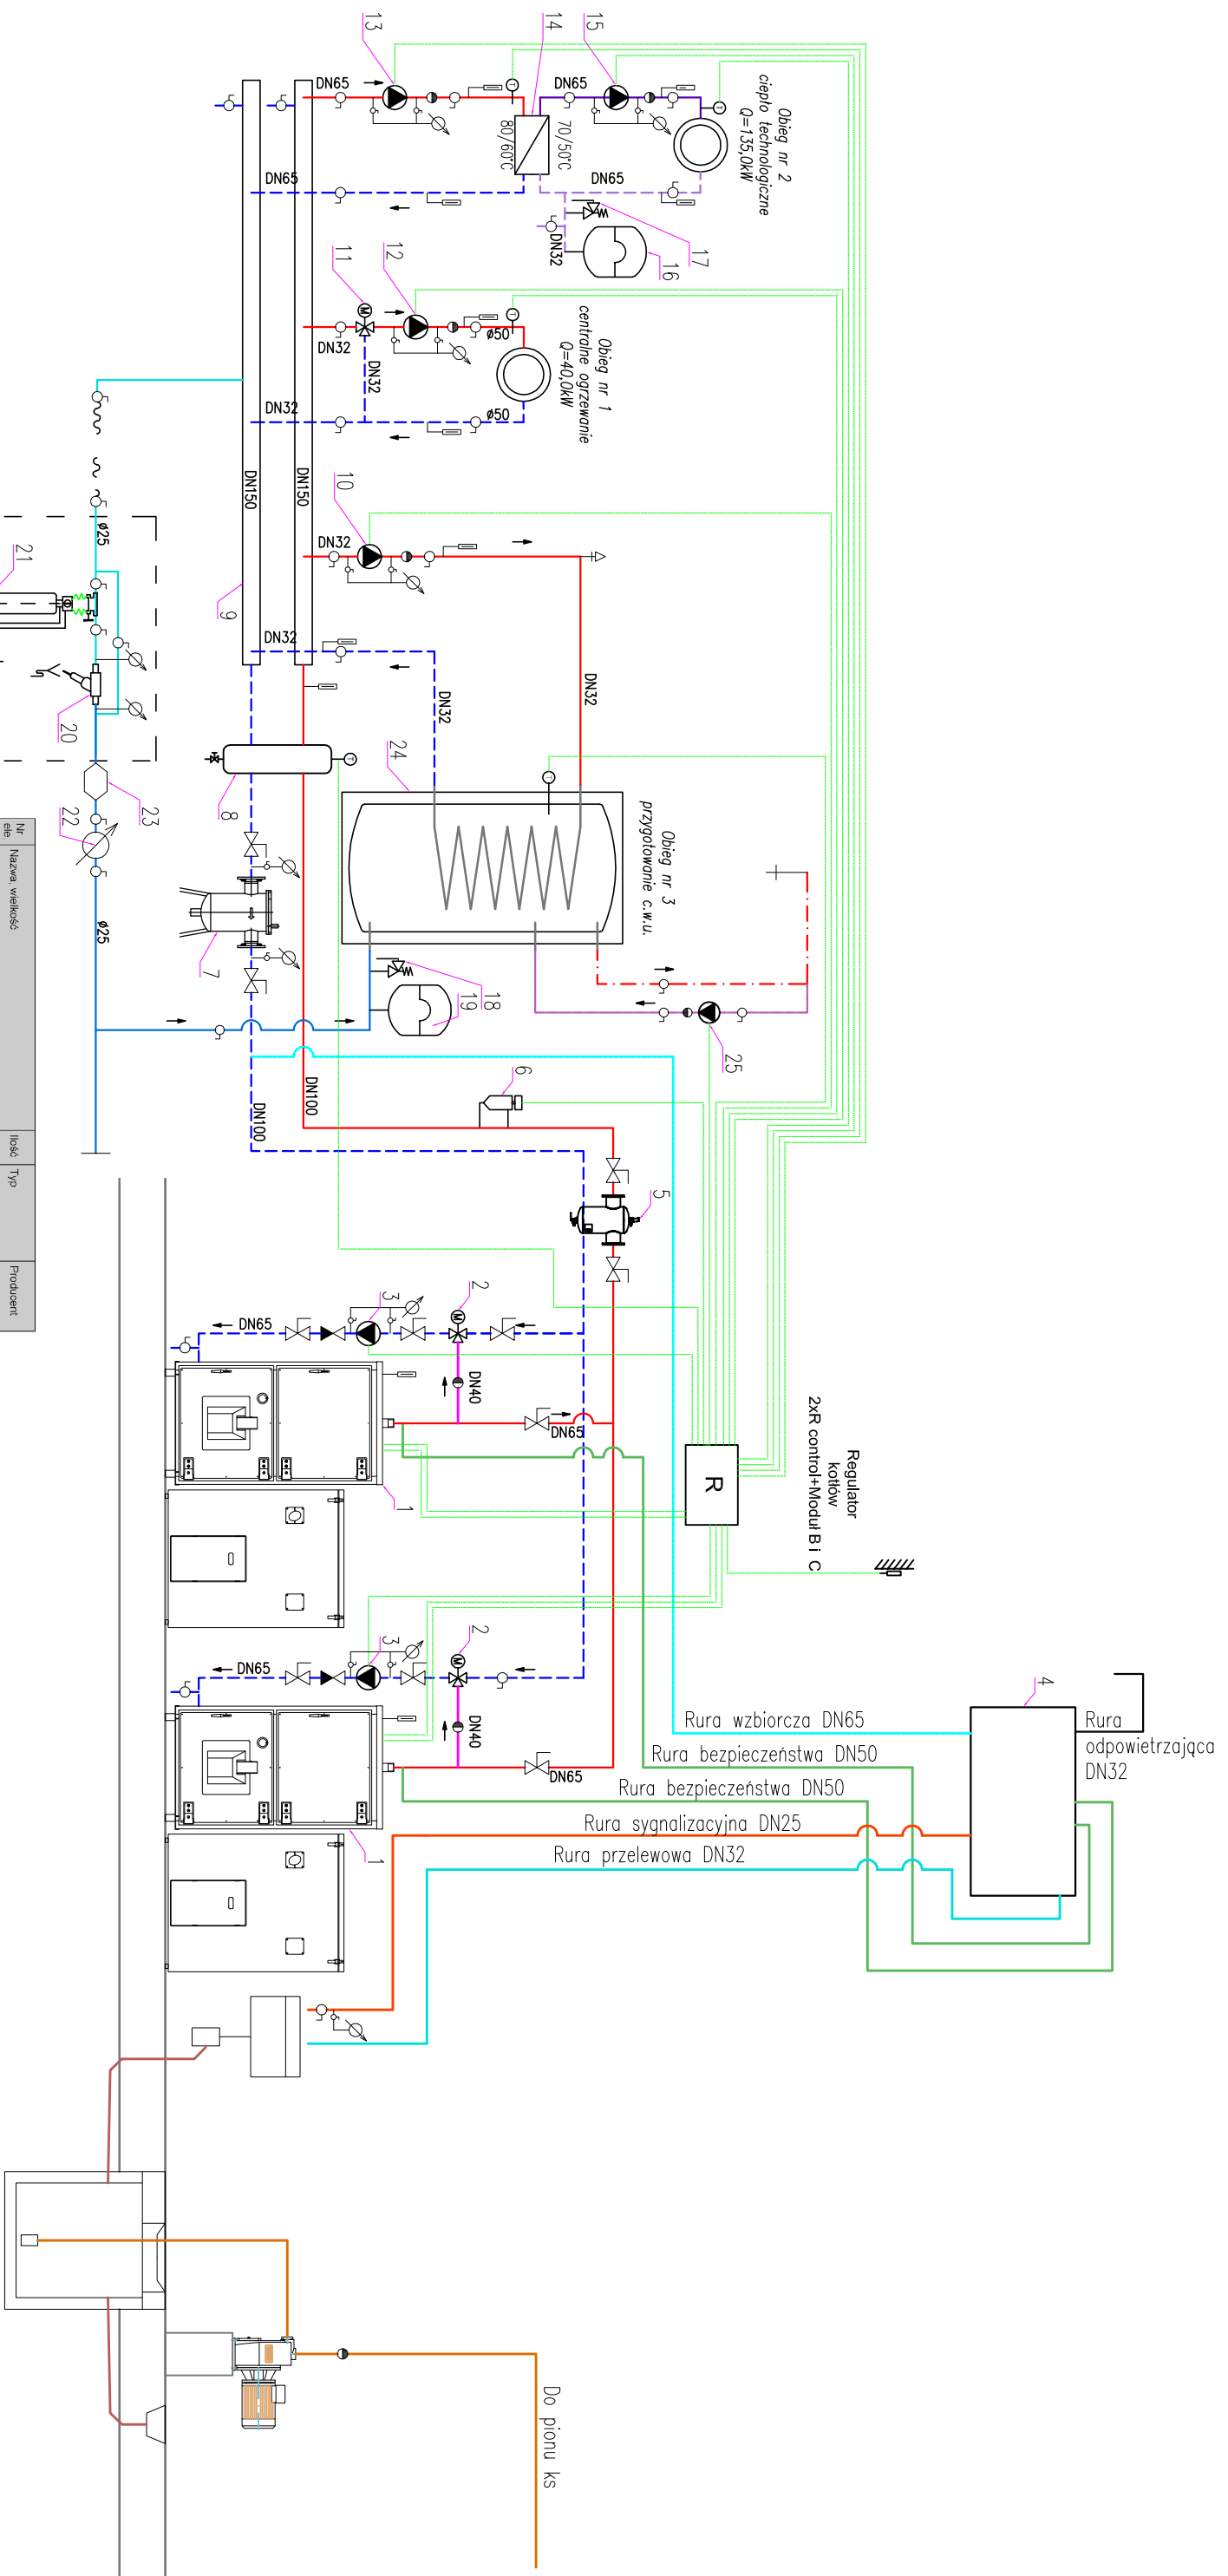 13
14
15
DN65
DN65
70/50°C
80/60°C
Obieg nr 2
ciepło technologiczne
Q=135,0kW
DN65
DN65
DN32
17
16
11
12
DN32
DN32
ø50
Obieg nr 1
centralne ogrzewanie
Q=40,0kW
DN32
ø50
DN150
DN150
10
DN32
ø25
21
9
DN32
DN32
DN32
20
8
24
23
22
Obieg nr 3
przygotowanie c.w.u.
Nr
ele.
Nazwa, wielkość
Ilość
Typ
Producent
ø25
7
18
19
25
6
DN100
DN100
5
2
3
DN65
DN40
DN65
1
R
Regulator
kotłów
2xR control+Moduł B i C
2
3
DN65
DN40
DN65
1
4
Rura
odpowietrzająca
DN32
Rura wzbiorcza DN65
Rura bezpieczeństwa DN50
Rura bezpieczeństwa DN50
Rura sygnalizacyjna DN25
Rura przelewowa DN32
Do pionu ks